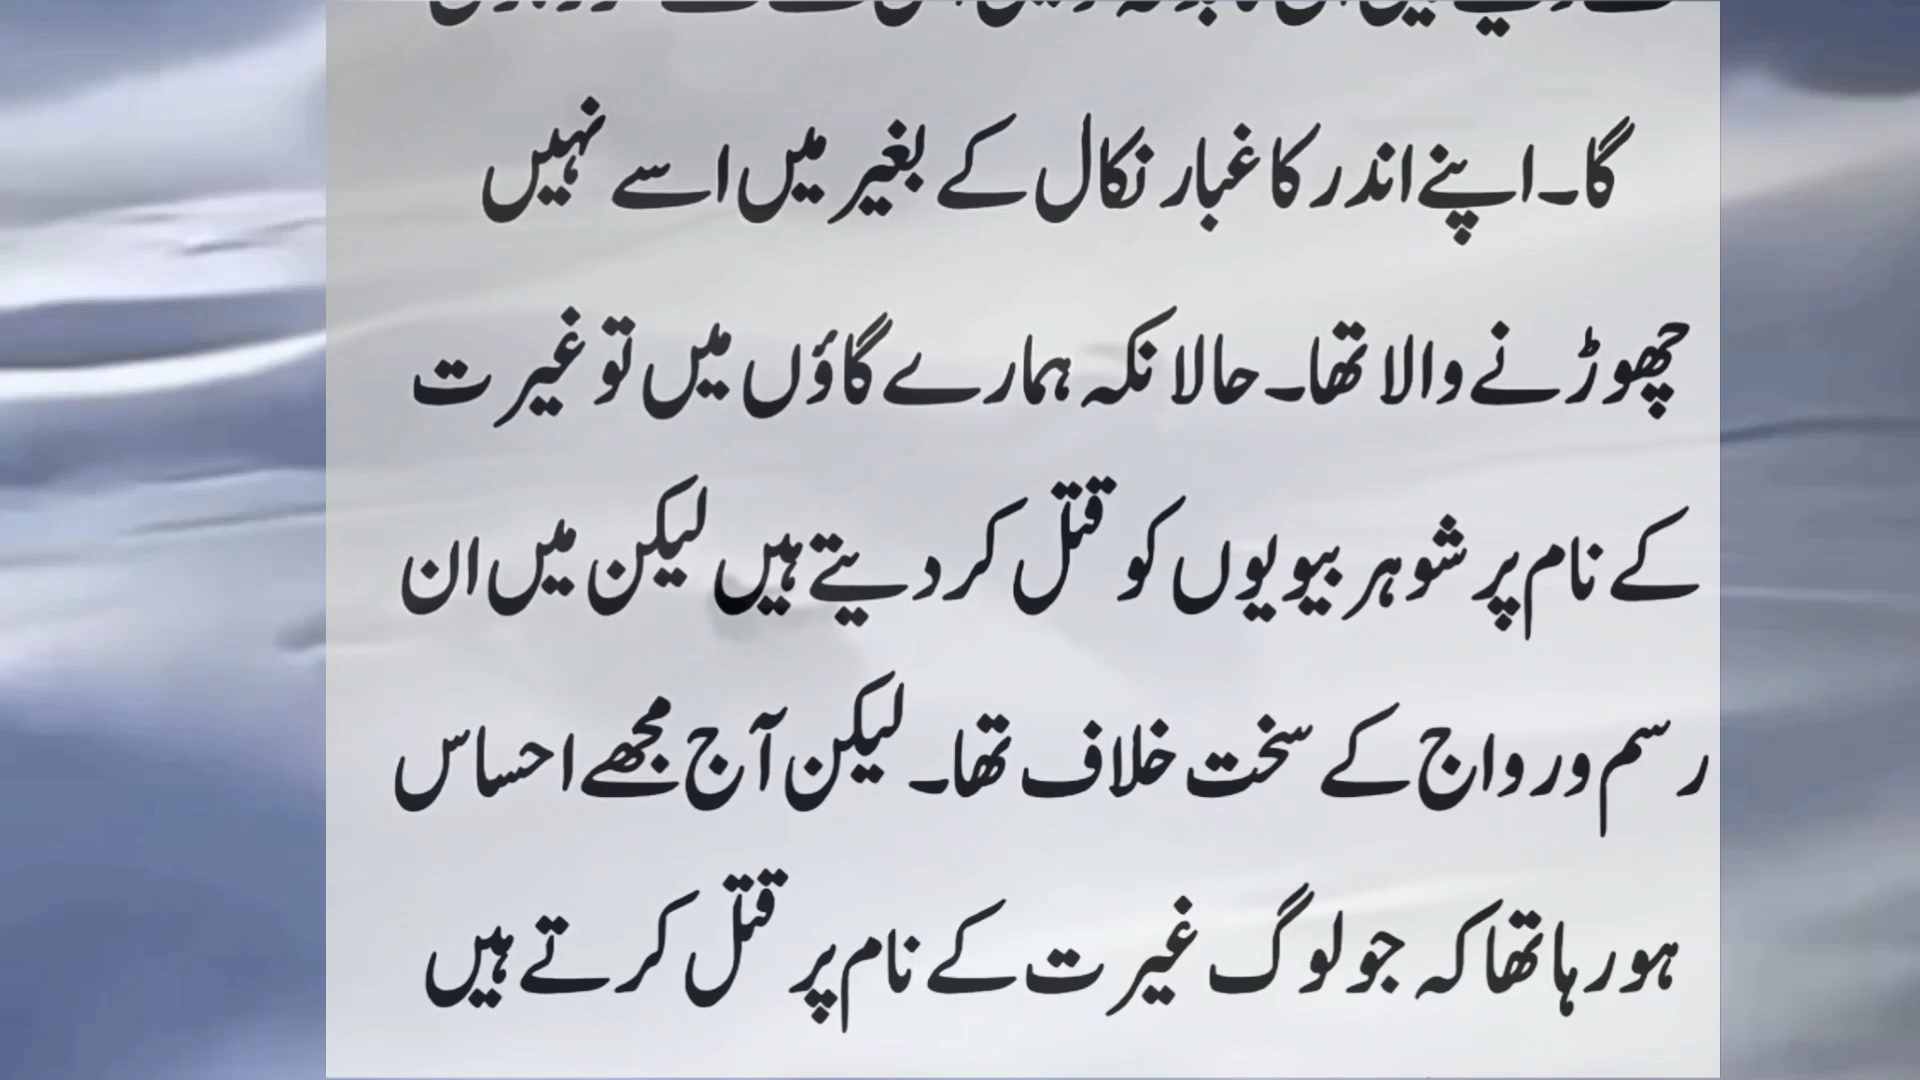 گا۔ اپنے اندر کا غبار نکال کے بغیر میں اسے نہیں
چھوڑنے والا تھا۔ حالانکہ ہمارے گاؤں میں تو غیرت
کے نام پر شوہر بیویوں کو قتل کر دیتے ہیں لیکن میں ان
رسم و رواج کے سخت خلاف تھا۔ لیکن آج مجھے احساس
ہو رہا تھا کہ جو لوگ غیرت کے نام پر قتل کرتے ہیں